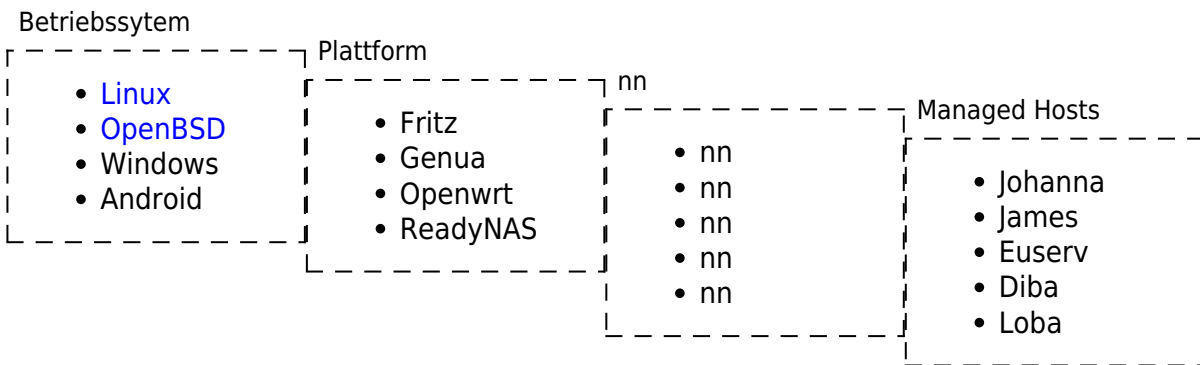 Betriebssytem
• Linux
• OpenBSD
• Windows
• Android
Plattform
• Fritz
• Genua
• Openwrt
• ReadyNAS
nn
• nn
• nn
• nn
• nn
• nn
Managed Hosts
• Johanna
• James
• Euserv
• Diba
• Loba